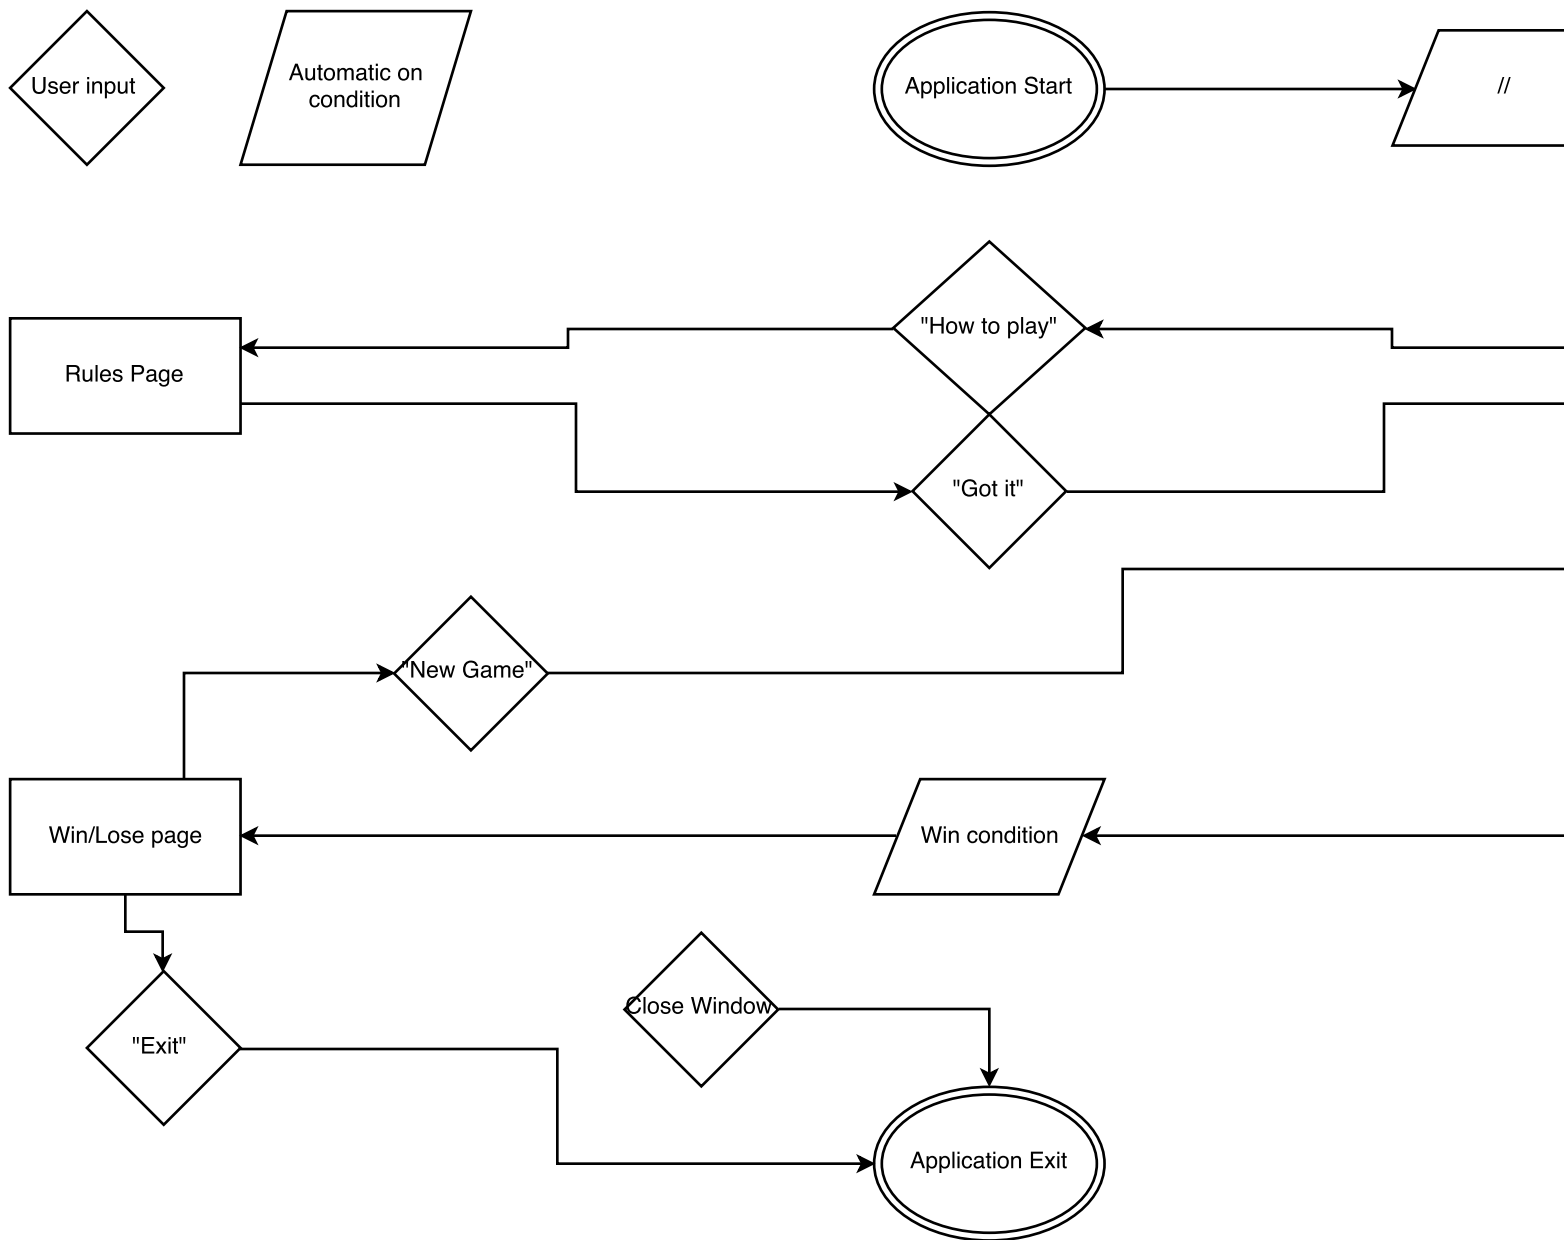 User input
Automatic on
condition
Application Start
//
"How to play"
Rules Page
"Got it"
"New Game"
Win/Lose page
Win condition
Close Window
"Exit"
Application Exit